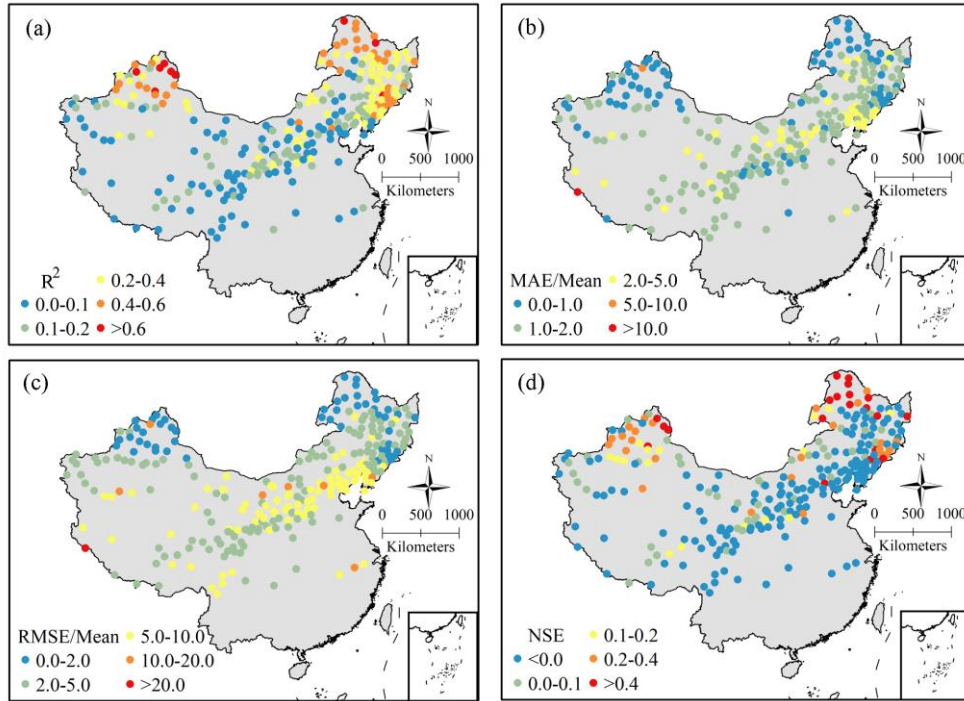 (a)
N
0 500 1000
Kilometers
R2
0.2-0.4
0.0-0.1
0.4-0.6
0.1-0.2
>0.6
(b)
N
0 500 1000
Kilometers
MAE/Mean
2.0-5.0
0.0-1.0
5.0-10.0
1.0-2.0
>10.0
(c)
N
0 500 1000
Kilometers
RMSE/Mean
5.0-10.0
0.0-2.0
10.0-20.0
2.0-5.0
>20.0
(d)
N
0 500 1000
Kilometers
NSE
0.1-0.2
<0.0
0.2-0.4
0.0-0.1
>0.4